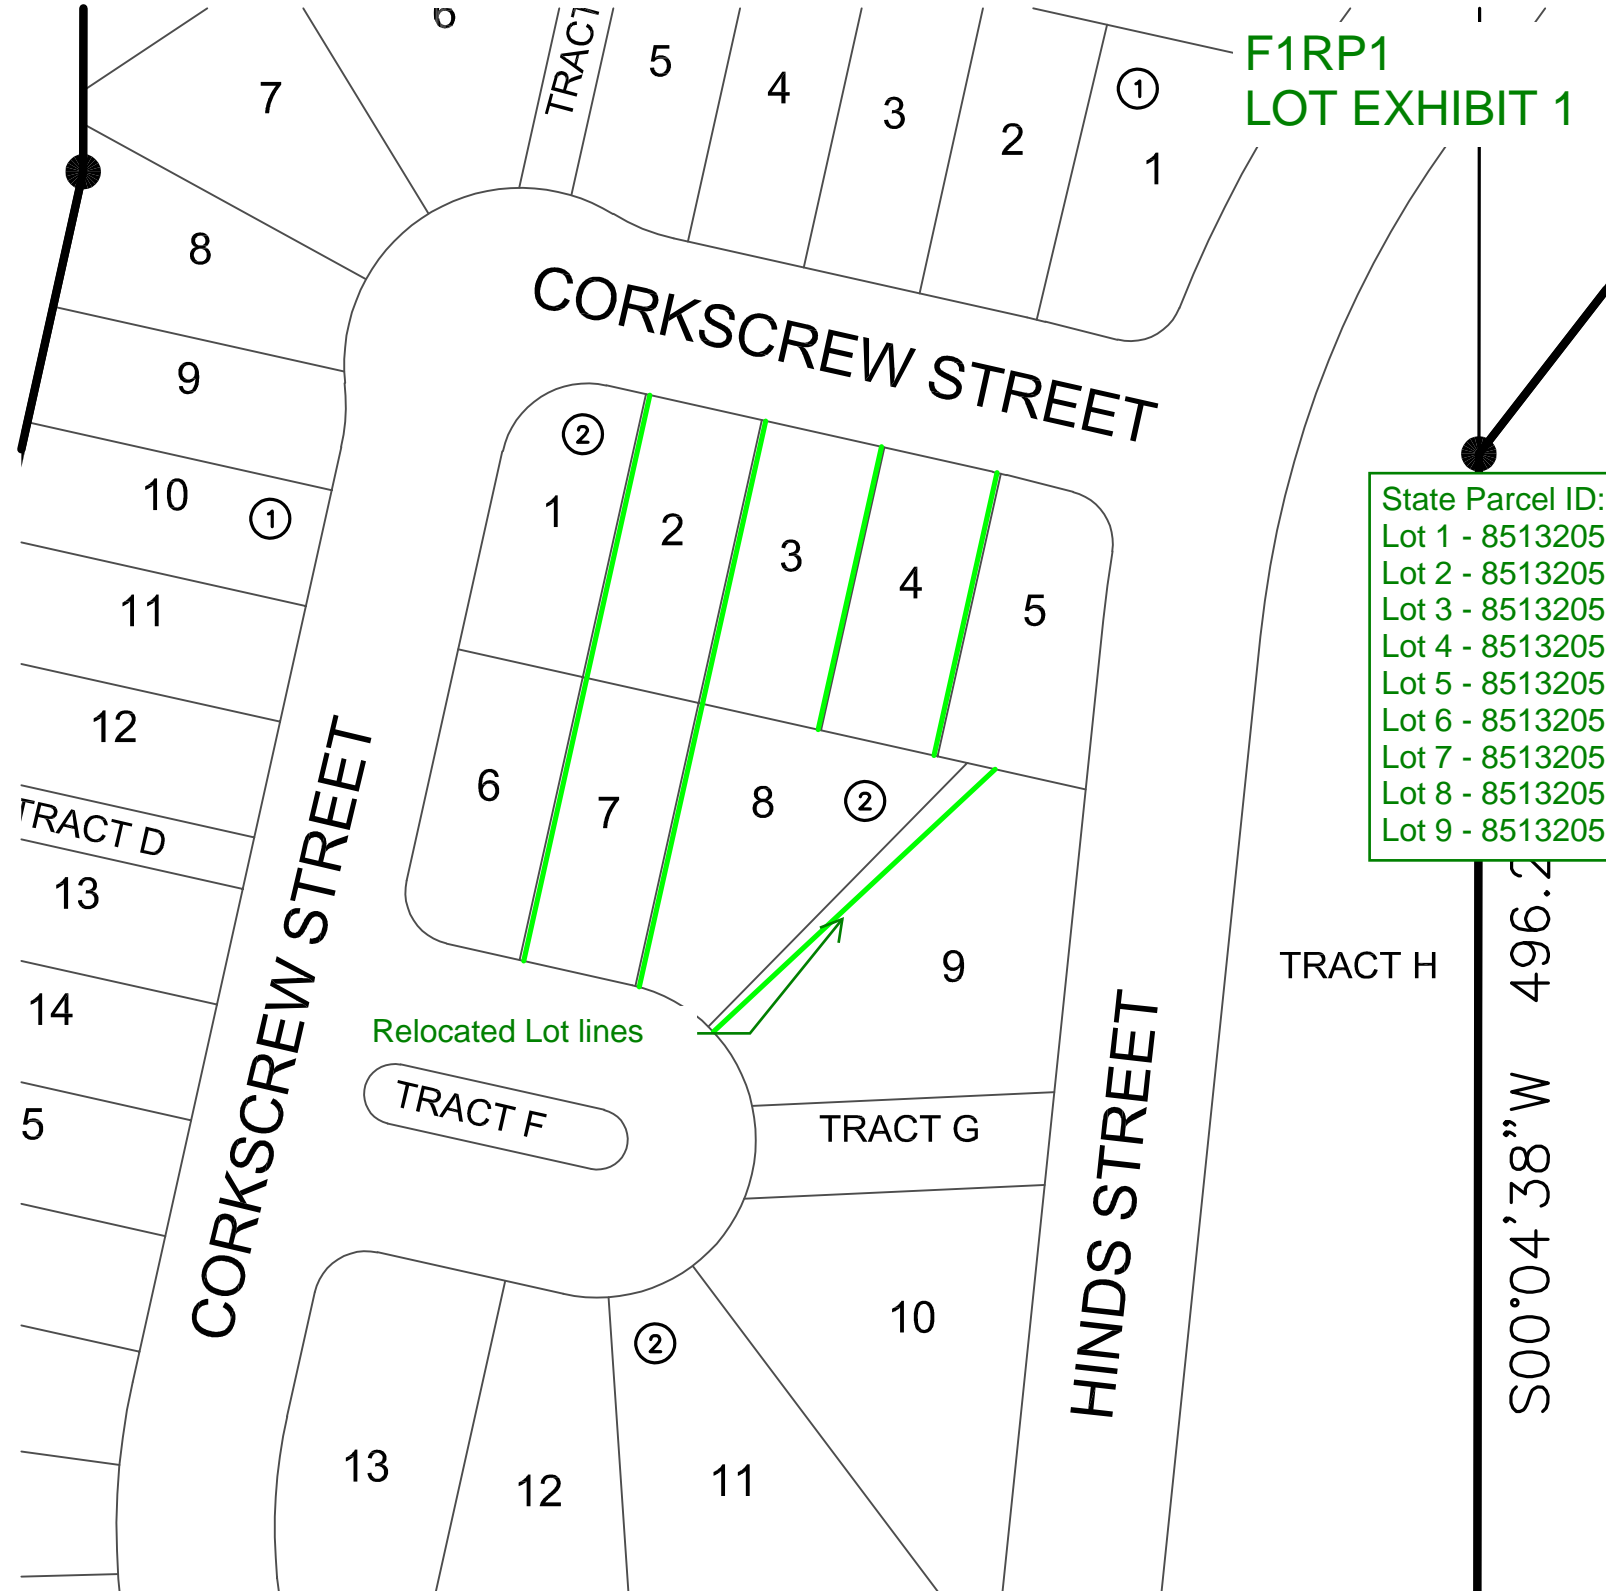 6
TRACT
5
4
3
2
1
1
F1RP1
LOT EXHIBIT 1
7
8
9
10
1
11
12
TRACT D
13
14
5
CORKSCREW STREET
CORKSCREW STREET
2
1
2
3
4
5
6
7
8
2
9
Relocated Lot lines
TRACT F
TRACT G
HINDS STREET
TRACT H
10
2
11
12
13
State Parcel ID:
Lot 1 - 8513205
Lot 2 - 8513205
Lot 3 - 8513205
Lot 4 - 8513205
Lot 5 - 8513205
Lot 6 - 8513205
Lot 7 - 8513205
Lot 8 - 8513205
Lot 9 - 8513205
S00°04'38"W 496.2